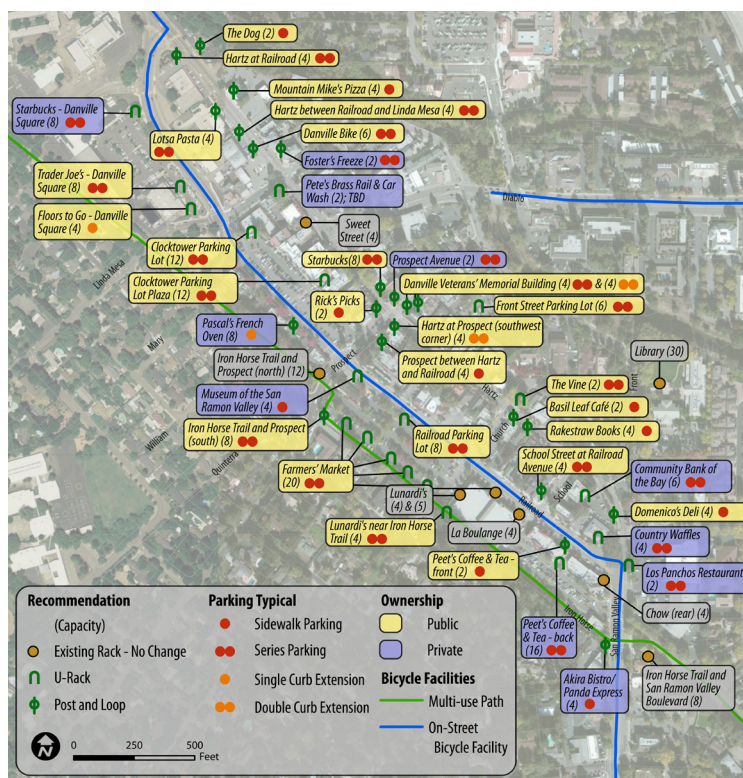 The Dog (2)
Hartz at Railroad (4)
Mountain Mike's Pizza (4)
Starbucks - Danville
Square (8)
Hartz between Railroad and Linda Mesa (4)
Lotsa Pasta (4)
Danville Bike (6)
Foster's Freeze (2)
Trader Joe's - Danville
Square (8)
Pete's Brass Rail & Car
Wash (2); TBD
Diablo
Floors to Go - Danville
Square (4)
Sweet
Street (4)
Clocktower Parking
Lot (12)
Linda Mesa
Starbucks(8)
Prospect Avenue (2)
Clocktower Parking
Lot Plaza (12)
Danville Veterans' Memorial Building (4) & (4)
Rick's Picks
(2)
Front Street Parking Lot (6)
Pascal's French
Oven (8)
Hartz at Prospect (southwest
corner) (4)
Mary
Iron Horse Trail and
Prospect (north) (12)
Prospect
Prospect between Hartz
and Railroad (4)
Library (30)
Front
Museum of the San
Ramon Valley (4)
Hartz
The Vine (2)
Basil Leaf Café (2)
Church
Rakestraw Books (4)
William
Iron Horse Trail and Prospect
(south) (8)
Railroad Parking
Lot (8)
Quinterra
Farmers' Market
(20)
School Street at Railroad
Avenue (4)
Community Bank of
the Bay (6)
School
Lunardi's
(4) & (5)
Railroad
Domenico's Deli (4)
Lunardi's near Iron Horse
Trail (4)
La Boulange (4)
Country Waffles
(4)
Peet's Coffee & Tea -
front (2)
Los Panchos Restaurant
(2)
Iron Horse
San Ramon Valley
Chow (rear) (4)
Peet's Coffee
& Tea - back
(16)
Akira Bistro/
Panda Express
(4)
Iron Horse Trail and
San Ramon Valley
Boulevard (8)
Recommendation
(Capacity)
Existing Rack - No Change
U-Rack
Post and Loop
Parking Typical
Sidewalk Parking
Series Parking
Single Curb Extension
Double Curb Extension
Ownership
Public
Private
Bicycle Facilities
Multi-use Path
On-Street
Bicycle Facility
N
0 250 500
Feet